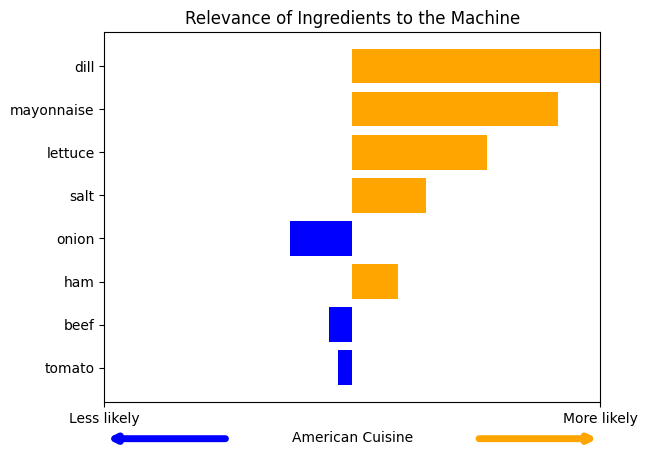 Relevance of Ingredients to the Machine
dill
mayonnaise
lettuce
salt
onion
ham
beef
tomato
Less likely
More likely
American Cuisine